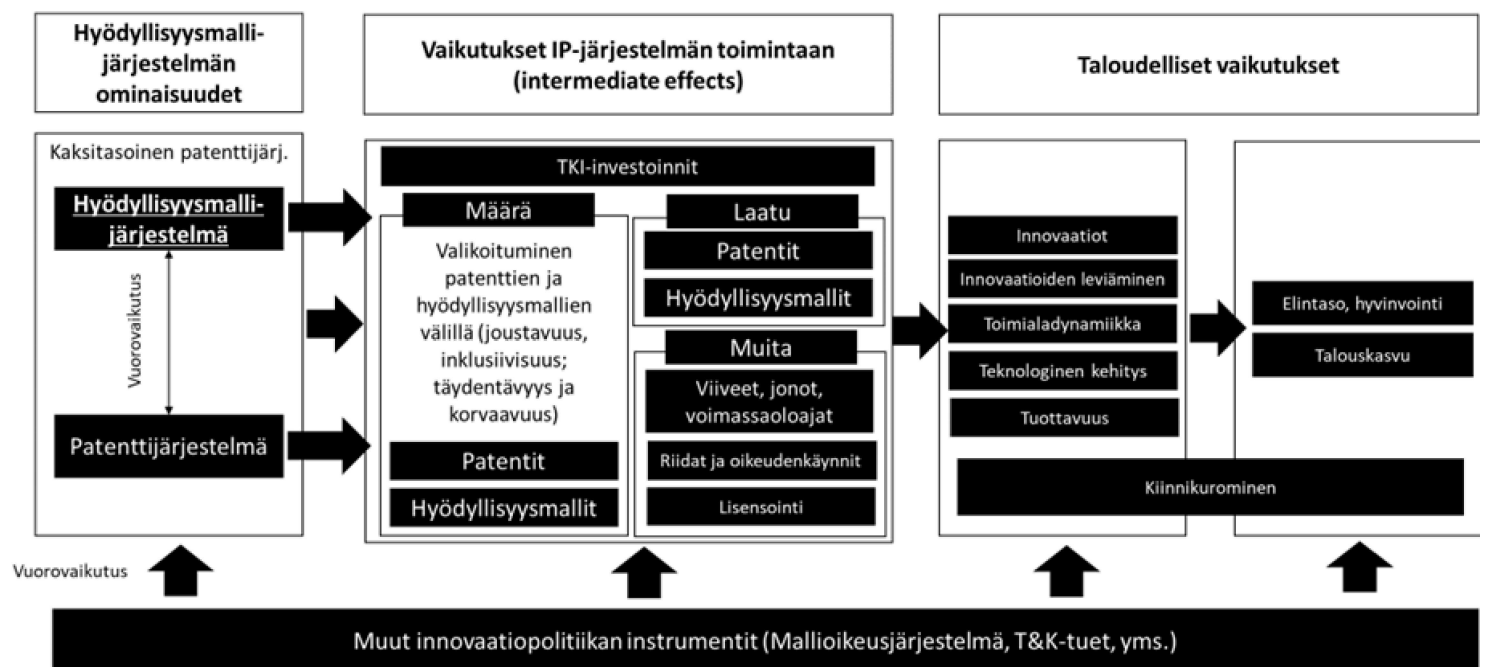 Hyödyllisyysmalli-
järjestelmän
ominaisuudet
Vaikutukset IP-järjestelmän toimintaan
(intermediate effects)
Taloudelliset vaikutukset
Kaksitasoinen patenttijärj.
Hyödyllisyysmalli-
järjestelmä
Vuorovaikutus
Patenttijärjestelmä
TKI-investoinnit
Määrä
Valikoituminen
patenttien ja
hyödyllisyysmallien
välillä (joustavuus,
inklusiivisuus;
täydentävyys ja
korvaavuus)
Patentit
Hyödyllisyysmallit
Laatu
Patentit
Hyödyllisyysmallit
Muita
Viiveet, jonot,
voimassaoloajat
Riidat ja oikeudenkäynnit
Lisensointi
Innovaatiot
Innovaatioiden leviäminen
Toimialadynamiikka
Teknologinen kehitys
Tuottavuus
Elintaso, hyvinvointi
Talouskasvu
Kiinnikurominen
Vuorovaikutus
Muut innovaatiopolitiikan instrumentit (Mallioikeusjärjestelmä, T&K-tuet, yms.)